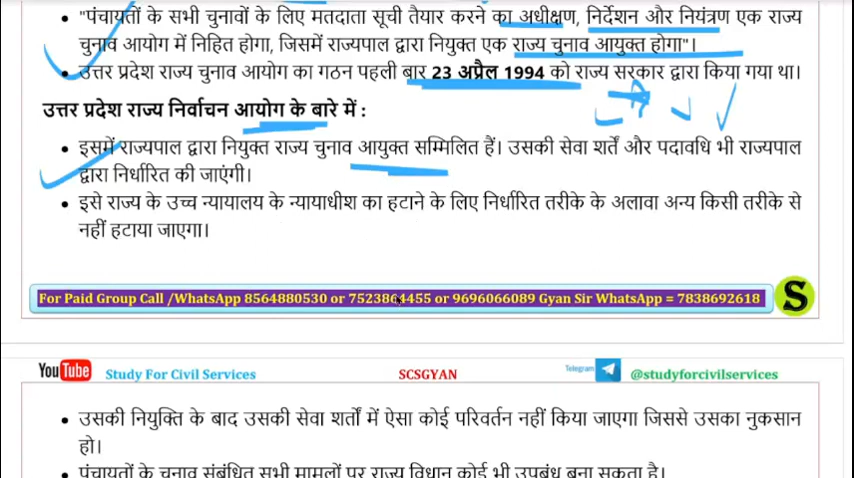 "पंचायतों के सभी चुनावों के लिए मतदाता सूची तैयार करने का अधीक्षण, निर्देशन और नियंत्रण एक राज्य
चुनाव आयोग में निहित होगा, जिसमें राज्यपाल द्वारा नियुक्त एक राज्य चुनाव आयुक्त होगा"।
• उत्तर प्रदेश राज्य चुनाव आयोग का गठन पहली बार 23 अप्रैल 1994 को राज्य सरकार द्वारा किया गया था।
उत्तर प्रदेश राज्य निर्वाचन आयोग के बारे में :
• इसमें राज्यपाल द्वारा नियुक्त राज्य चुनाव आयुक्त सम्मिलित हैं। उसकी सेवा शर्तें और पदावधि भी राज्यपाल
द्वारा निर्धारित की जाएंगी।
• इसे राज्य के उच्च न्यायालय के न्यायाधीश का हटाने के लिए निर्धारित तरीके के अलावा अन्य किसी तरीके से
नहीं हटाया जाएगा।
For Paid Group Call /WhatsApp 8564880530 or 7523864455 or 9696066089 Gyan Sir WhatsApp = 7838692618
S
YouTube Study For Civil Services SCSGYAN Telegram @studyforcivilservices
• उसकी नियुक्ति के बाद उसकी सेवा शर्तों में ऐसा कोई परिवर्तन नहीं किया जाएगा जिससे उसका नुकसान
हो।
• पंचायतों के चुनाव संबंधित सभी मामलों पर राज्य विधान कोई भी उपबंध बना सकता है।